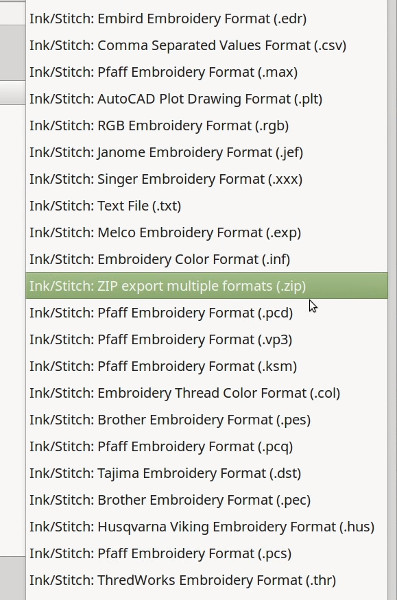 Ink/Stitch: Embird Embroidery Format (.edr)
Ink/Stitch: Comma Separated Values Format (.csv)
Ink/Stitch: Pfaff Embroidery Format (.max)
Ink/Stitch: AutoCAD Plot Drawing Format (.plt)
Ink/Stitch: RGB Embroidery Format (.rgb)
Ink/Stitch: Janome Embroidery Format (.jef)
Ink/Stitch: Singer Embroidery Format (.xxx)
Ink/Stitch: Text File (.txt)
Ink/Stitch: Melco Embroidery Format (.exp)
Ink/Stitch: Embroidery Color Format (.inf)
Ink/Stitch: ZIP export multiple formats (.zip)
Ink/Stitch: Pfaff Embroidery Format (.pcd)
Ink/Stitch: Pfaff Embroidery Format (.vp3)
Ink/Stitch: Pfaff Embroidery Format (.ksm)
Ink/Stitch: Embroidery Thread Color Format (.col)
Ink/Stitch: Brother Embroidery Format (.pes)
Ink/Stitch: Pfaff Embroidery Format (.pcq)
Ink/Stitch: Tajima Embroidery Format (.dst)
Ink/Stitch: Brother Embroidery Format (.pec)
Ink/Stitch: Husqvarna Viking Embroidery Format (.hus)
Ink/Stitch: Pfaff Embroidery Format (.pcs)
Ink/Stitch: ThredWorks Embroidery Format (.thr)